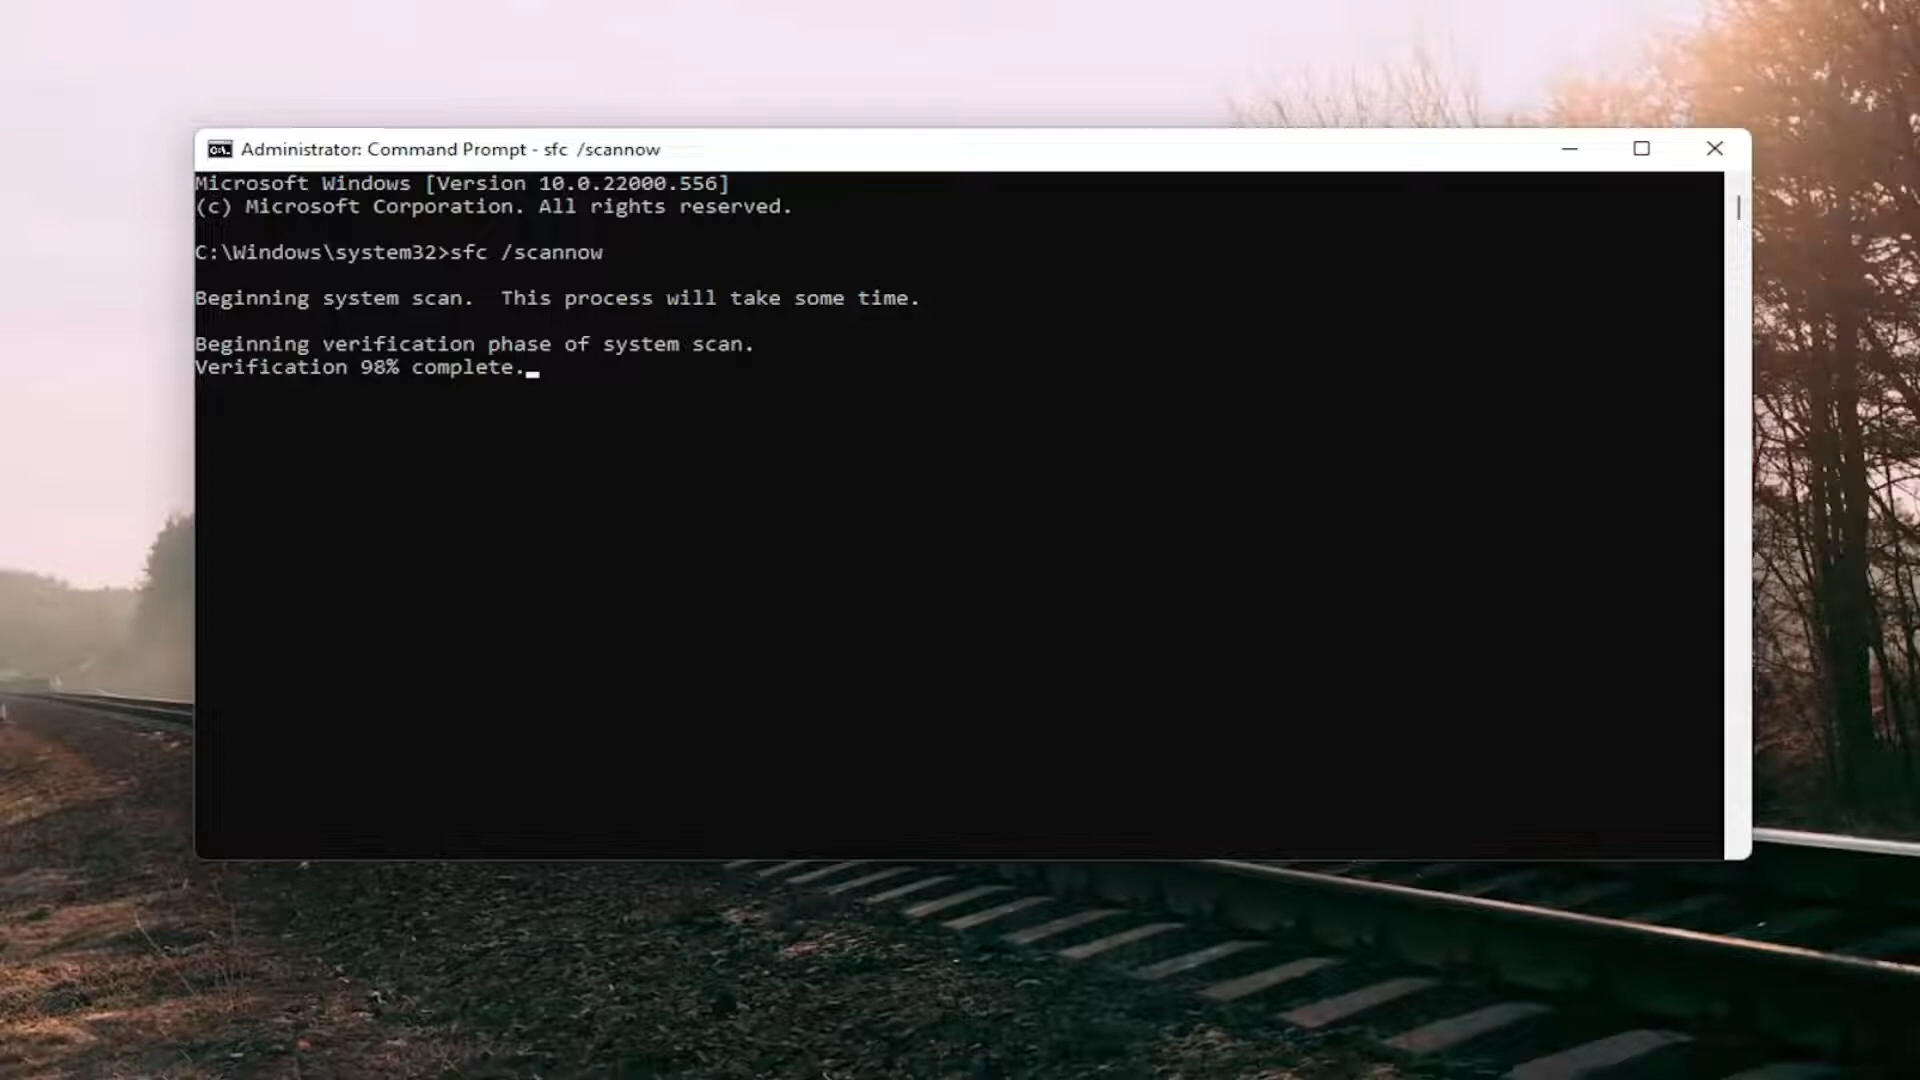 Administrator: Command Prompt - sfc  /scannow
Microsoft Windows [Version 10.0.22000.556]
(c) Microsoft Corporation. All rights reserved.
C:\Windows\system32>sfc /scannow
Beginning system scan.  This process will take some time.
Beginning verification phase of system scan.
Verification 98% complete.